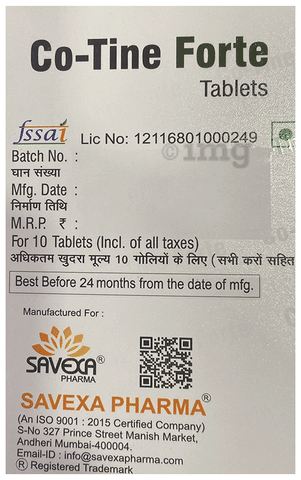 Co-Tine Forte
Tablets
fssai Lic No: 12116801000249
©1mg
Batch No. :
घान संख्या
Mfg. Date :
निर्माण तिथि
M.R.P. ₹ :
For 10 Tablets (Incl. of all taxes)
अधिकतम खुदरा मूल्य 10 गोलियों के लिए (सभी करों सहित
Best Before 24 months from the date of mfg.
Manufactured For :
SAVEXA®
PHARMA
SAVEXA PHARMA®
(An ISO 9001 : 2015 Certified Company)
S-No 327 Prince Street Manish Market,
Andheri Mumbai-400004.
Email-ID : info@savexapharma.com
® Registered Trademark